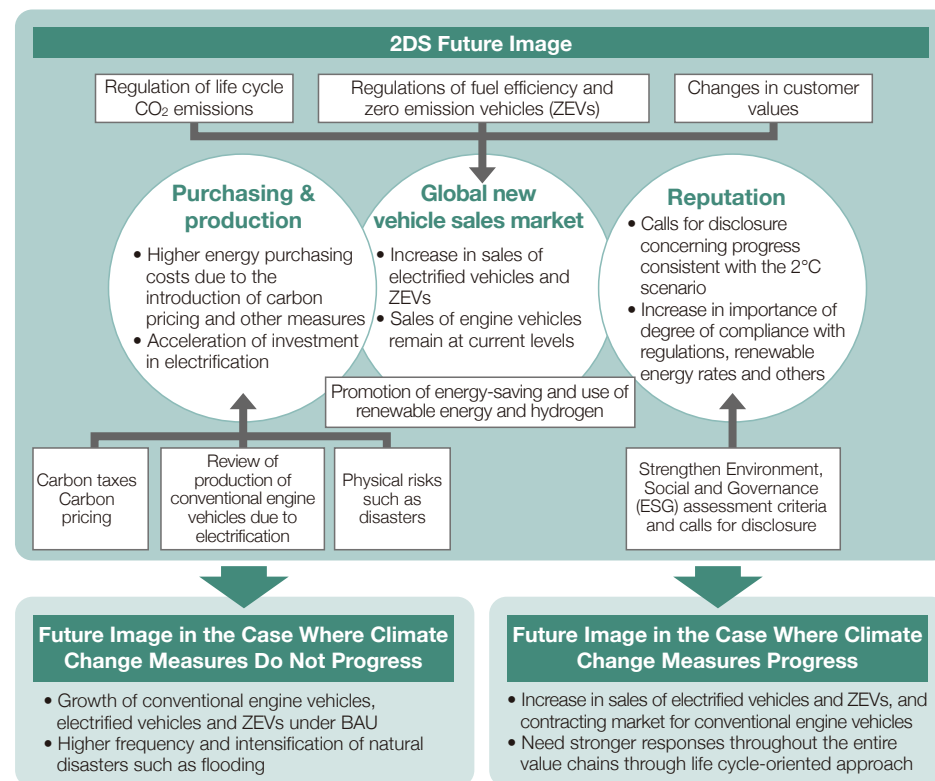 2DS Future Image
Regulation of life cycle
CO₂ emissions
Regulations of fuel efficiency and
zero emission vehicles (ZEVs)
Changes in customer
values
Purchasing &
production
• Higher energy purchasing
costs due to the
introduction of carbon
pricing and other measures
• Acceleration of investment
in electrification
Global new
vehicle sales market
• Increase in sales of
electrified vehicles and
ZEVs
• Sales of engine vehicles
remain at current levels
Reputation
• Calls for disclosure
concerning progress
consistent with the 2°C
scenario
• Increase in importance of
degree of compliance with
regulations, renewable
energy rates and others
Promotion of energy-saving and use of
renewable energy and hydrogen
Carbon taxes
Carbon
pricing
Review of
production of
conventional engine
vehicles due to
electrification
Physical risks
such as
disasters
Strengthen Environment,
Social and Governance
(ESG) assessment criteria
and calls for disclosure
Future Image in the Case Where Climate
Change Measures Do Not Progress
• Growth of conventional engine vehicles,
electrified vehicles and ZEVs under BAU
• Higher frequency and intensification of natural
disasters such as flooding
Future Image in the Case Where Climate
Change Measures Progress
• Increase in sales of electrified vehicles and ZEVs, and
contracting market for conventional engine vehicles
• Need stronger responses throughout the entire
value chains through life cycle-oriented approach